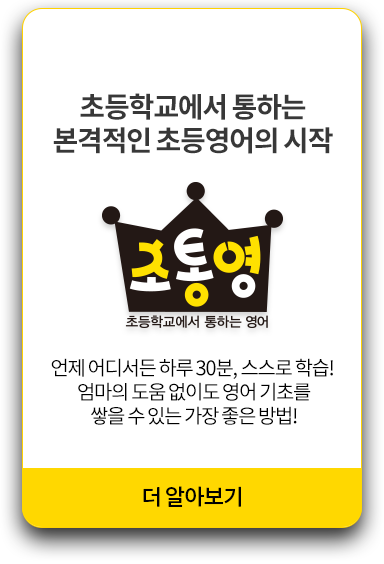 초등학교에서 통하는
본격적인 초등영어의 시작
초통영
초등학교에서 통하는 영어
언제 어디서든 하루 30분, 스스로 학습!
엄마의 도움 없이도 영어 기초를
쌓을 수 있는 가장 좋은 방법!
더 알아보기